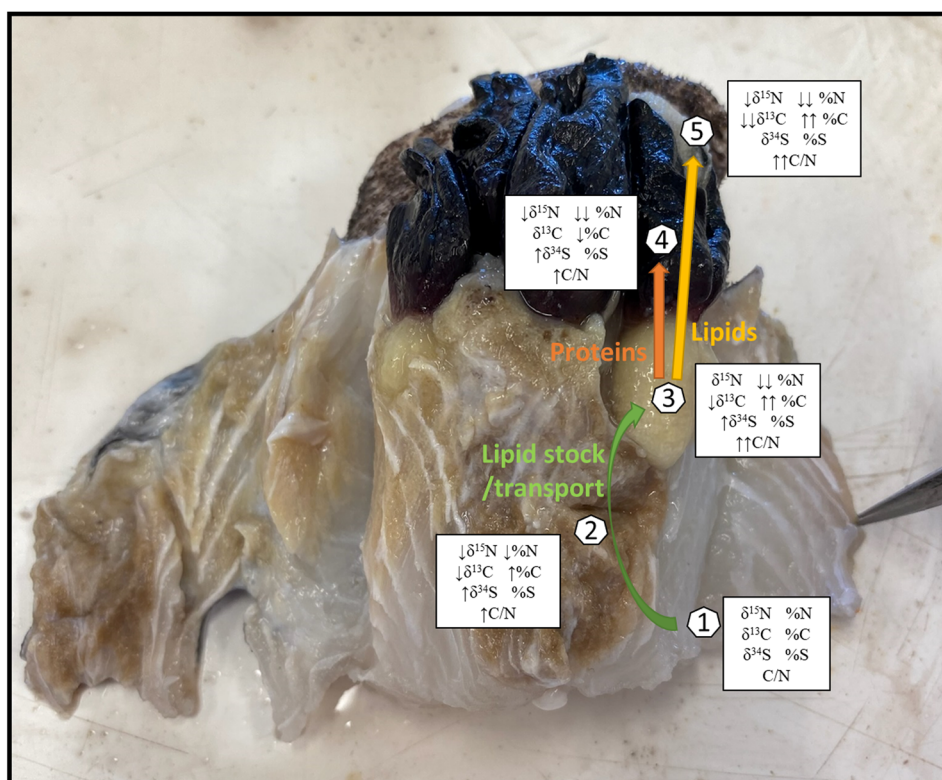 5
↓δ¹⁵N ↓↓ %N
↓↓δ¹³C ↑↑ %C
δ³⁴S %S
↑↑C/N
↓δ¹⁵N ↓↓ %N
δ¹³C ↓%C
↑δ³⁴S %S
↑C/N
4
Proteins
Lipids
3
δ¹⁵N ↓↓ %N
↓δ¹³C ↑↑ %C
↑δ³⁴S %S
↑↑C/N
Lipid stock
/transport
2
↓δ¹⁵N ↓%N
↓δ¹³C ↑%C
↑δ³⁴S %S
↑C/N
1
δ¹⁵N %N
δ¹³C %C
δ³⁴S %S
C/N